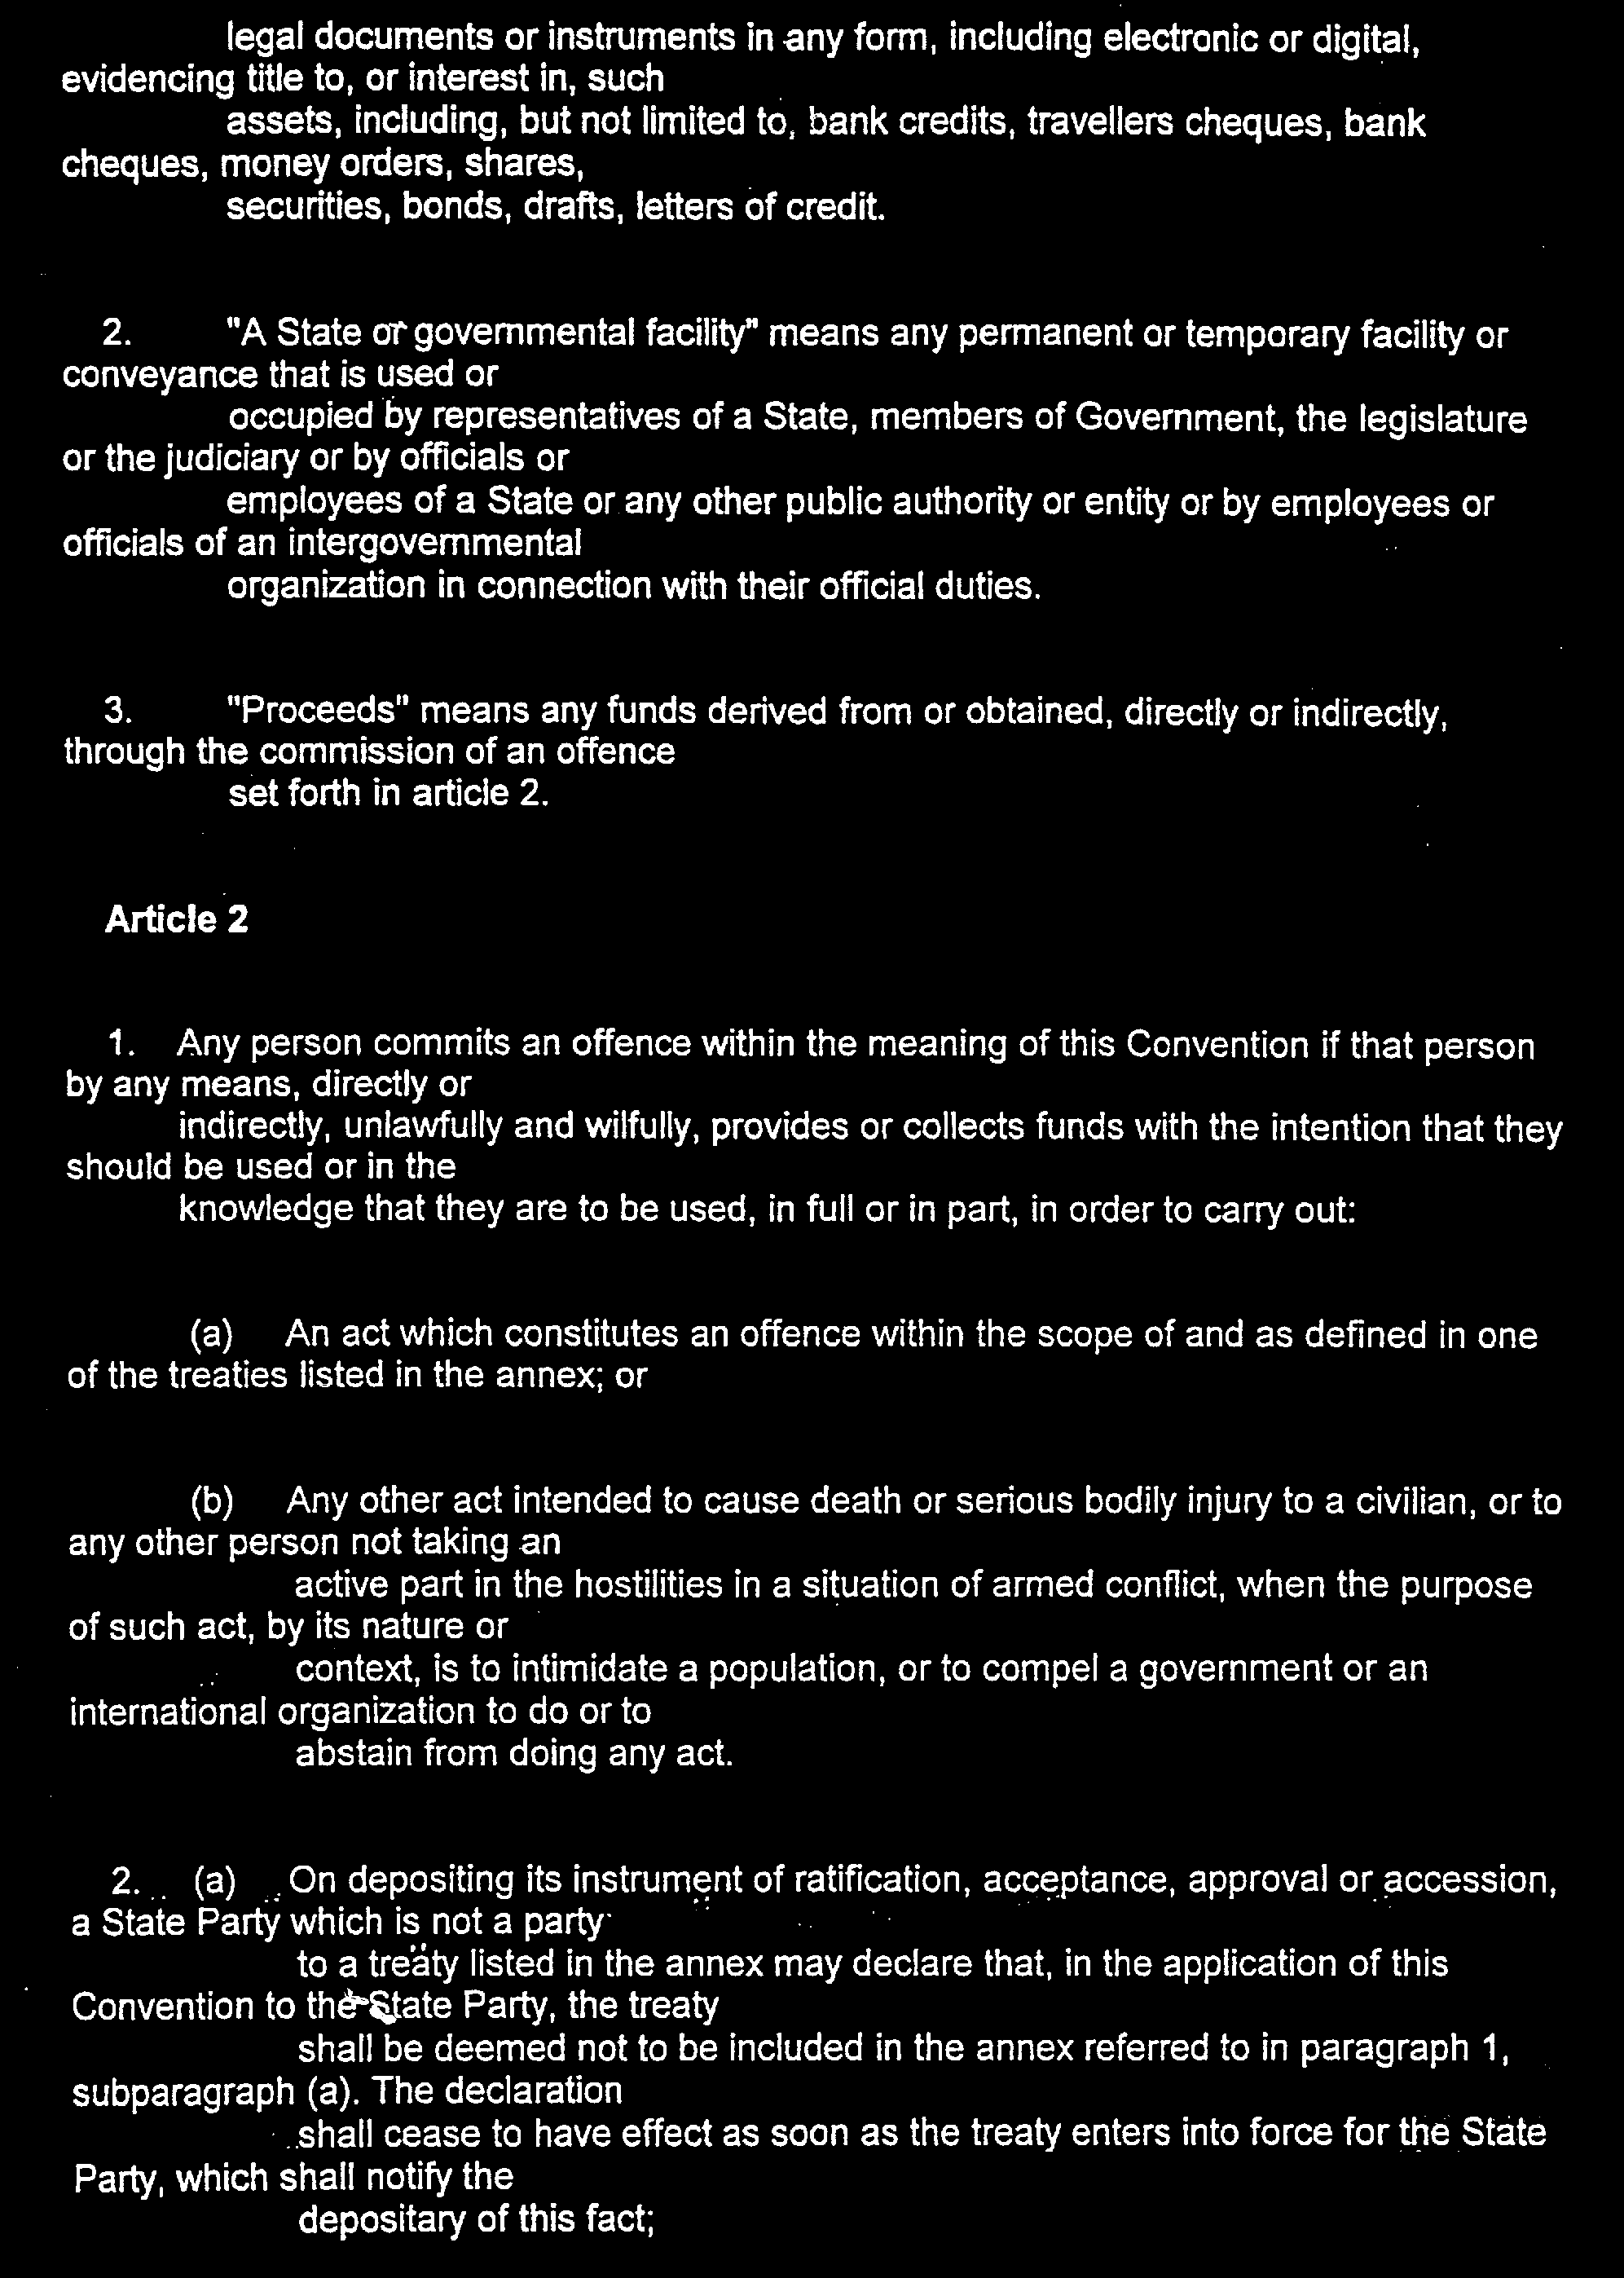 legal documents or instruments in any form, including electronic or digital,
evidencing title to, or interest in, such
assets, including, but not limited to, bank credits, travellers cheques, bank
cheques, money orders, shares,
securities, bonds, drafts, letters of credit.
2. "A State or governmental facility" means any permanent or temporary facility or
conveyance that is used or
occupied by representatives of a State, members of Government, the legislature
or the judiciary or by officials or
employees of a State or any other public authority or entity or by employees or
officials of an intergovernmental
organization in connection with their official duties.
3. "Proceeds" means any funds derived from or obtained, directly or indirectly,
through the commission of an offence
set forth in article 2.
Article 2
1. Any person commits an offence within the meaning of this Convention if that person
by any means, directly or
indirectly, unlawfully and wilfully, provides or collects funds with the intention that they
should be used or in the
knowledge that they are to be used, in full or in part, in order to carry out:
(a) An act which constitutes an offence within the scope of and as defined in one
of the treaties listed in the annex; or
(b) Any other act intended to cause death or serious bodily injury to a civilian, or to
any other person not taking an
active part in the hostilities in a situation of armed conflict, when the purpose
of such act, by its nature or
context, is to intimidate a population, or to compel a government or an
international organization to do or to
abstain from doing any act.
2. (a) On depositing its instrument of ratification, acceptance, approval or accession,
a State Party which is not a party
to a treaty listed in the annex may declare that, in the application of this
Convention to the State Party, the treaty
shall be deemed not to be included in the annex referred to in paragraph 1,
subparagraph (a). The declaration
shall cease to have effect as soon as the treaty enters into force for the State
Party, which shall notify the
depositary of this fact;